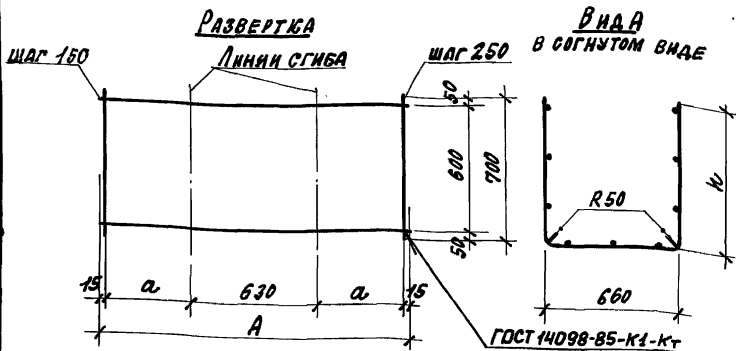 РАЗВЕРТКА
ВИД А
В СОГНУТОМ ВИДЕ
ШАГ 150
ЛИНИИ СГИБА
ШАГ 250
50
600
700
50
h
R50
15
a
630
a
15
A
660
ГОСТ 14098-85-К1-Кт